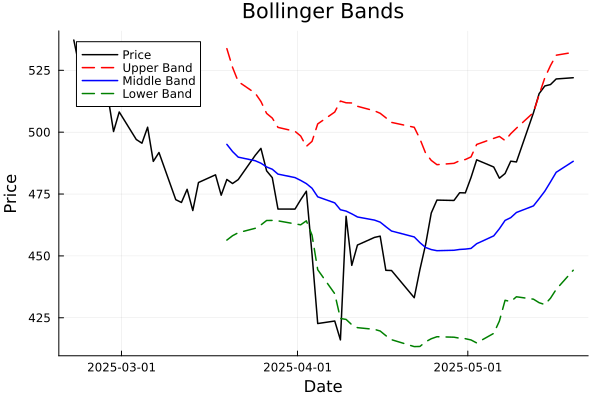 Bollinger Bands
Price
Upper Band
Middle Band
Lower Band
525
500
475
450
425
Price
2025-03-01 2025-04-01 2025-05-01
Date